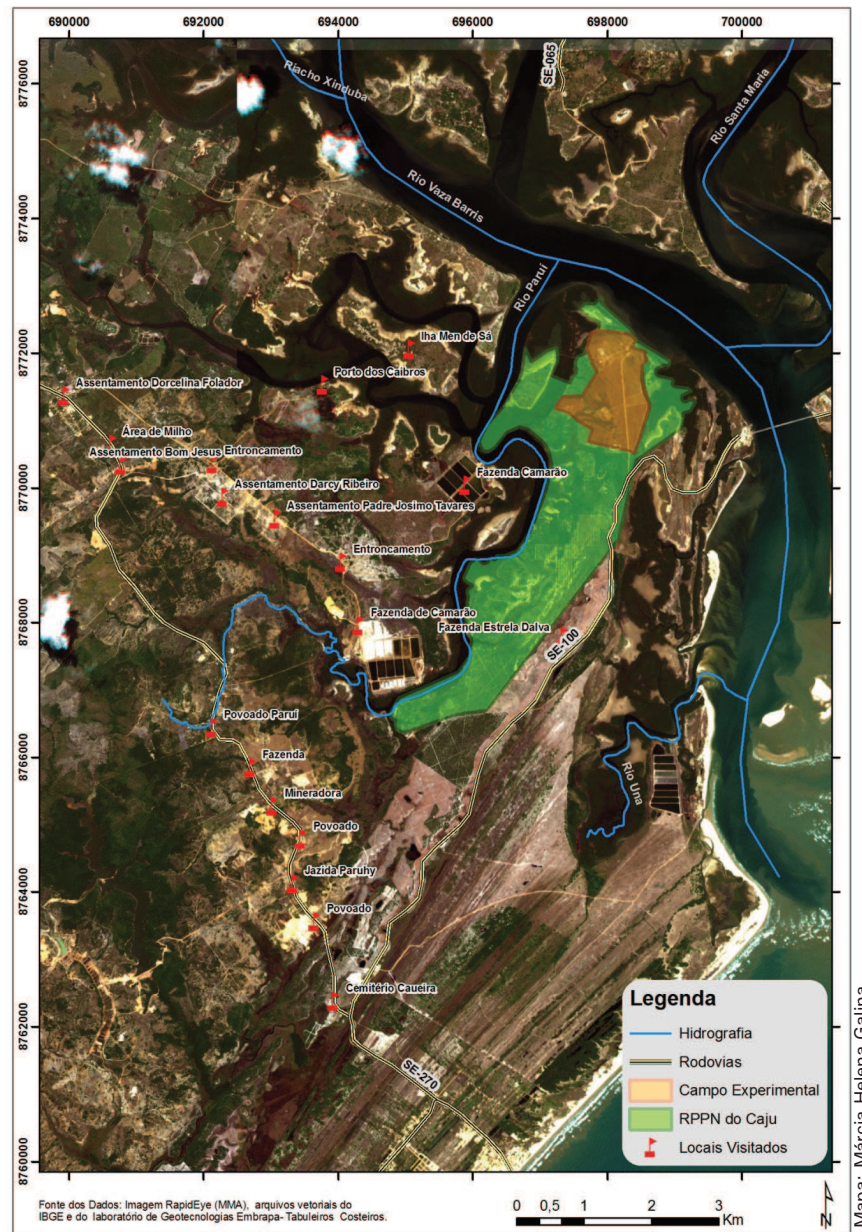 690000 692000 694000 696000 698000 700000
8776000
8774000
8772000
8770000
8768000
8766000
8764000
8762000
8760000
Riacho Xinduba
SE-065
Rio Santa Maria
Rio Vaza Barris
Rio Paruí
Iha Men de Sá
Porto dos Caibros
Assentamento Dorcelina Folador
Área de Milho
Assentamento Bom Jesus
Entroncamento
Fazenda Camarão
Assentamento Darcy Ribeiro
Assentamento Padre Josimo Tavares
Entroncamento
Fazenda de Camarão
Fazenda Estrela Dalva
SE-100
Povoado Paruí
Fazenda
Rio Una
Mineradora
Povoado
Jazida Paruhy
Povoado
Cemitério Caueira
SE-270
Legenda
Hidrografia
Rodovias
Campo Experimental
RPPN do Caju
Locais Visitados
Fonte dos Dados: Imagem RapidEye (MMA), arquivos vetoriais do
IBGE e do laboratório de Geotecnologias Embrapa- Tabuleiros Costeiros.
0 0,5 1 2 3
Km
N
Mapa: Márcia Helena Galina